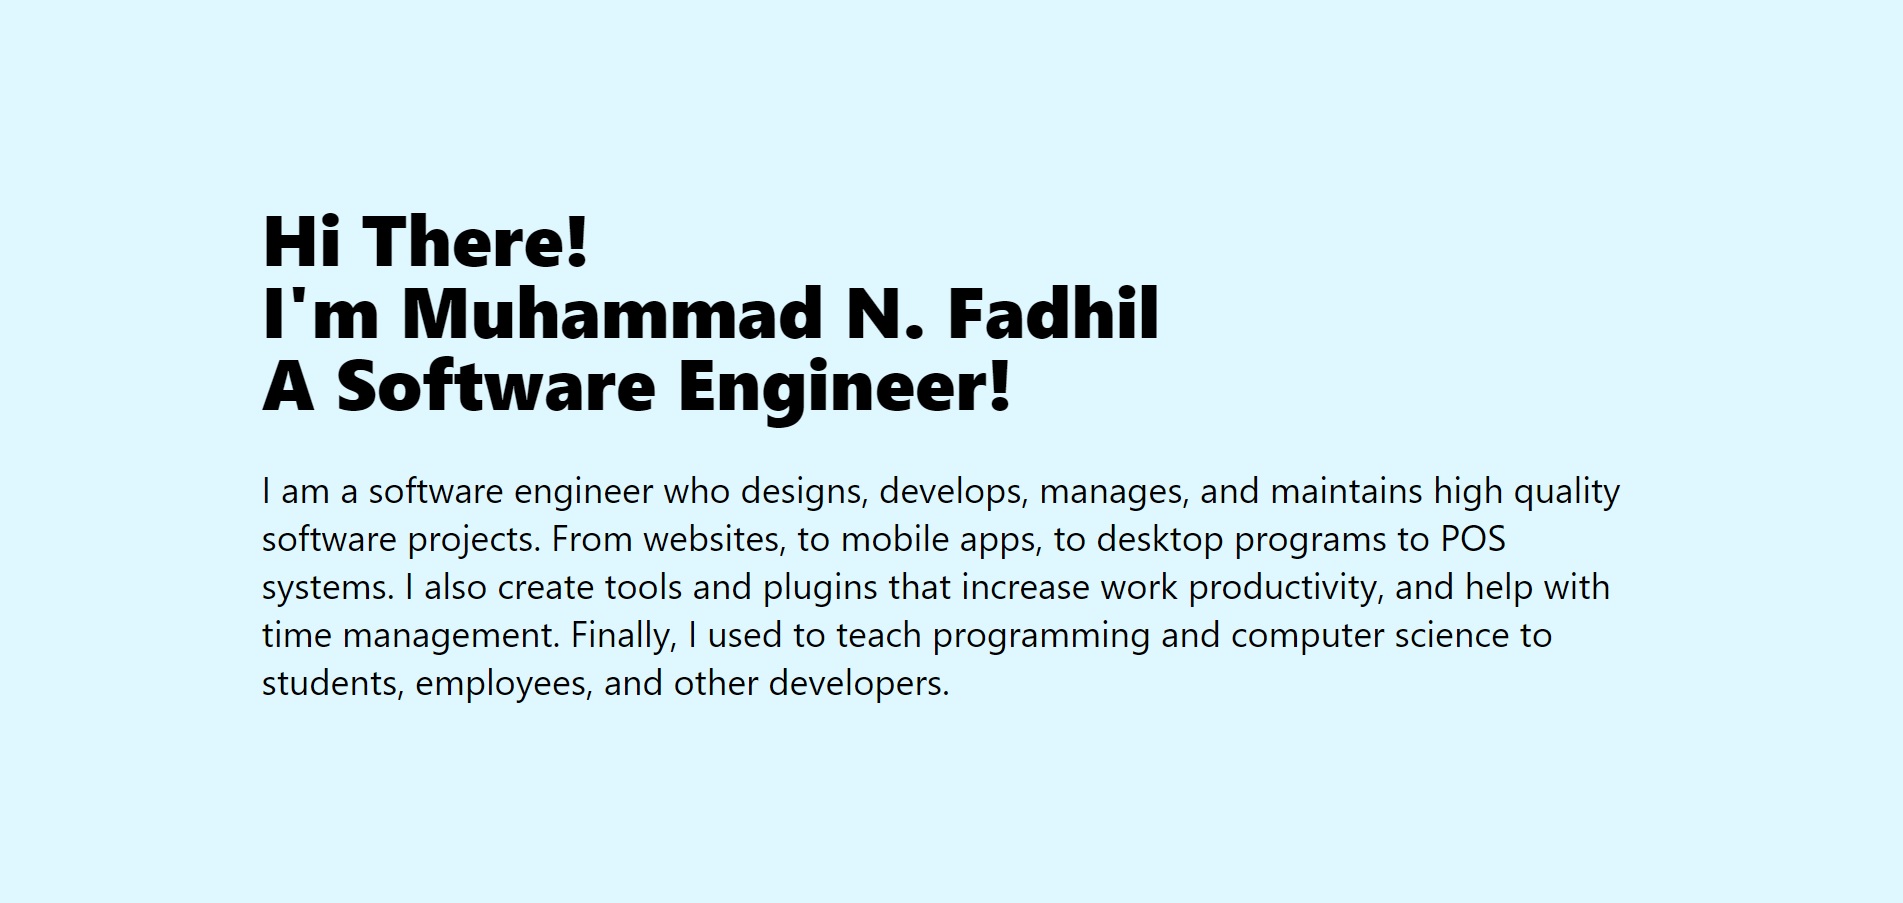 Hi There!
I'm Muhammad N. Fadhil
A Software Engineer!
I am a software engineer who designs, develops, manages, and maintains high quality
software projects. From websites, to mobile apps, to desktop programs to POS
systems. I also create tools and plugins that increase work productivity, and help with
time management. Finally, I used to teach programming and computer science to
students, employees, and other developers.